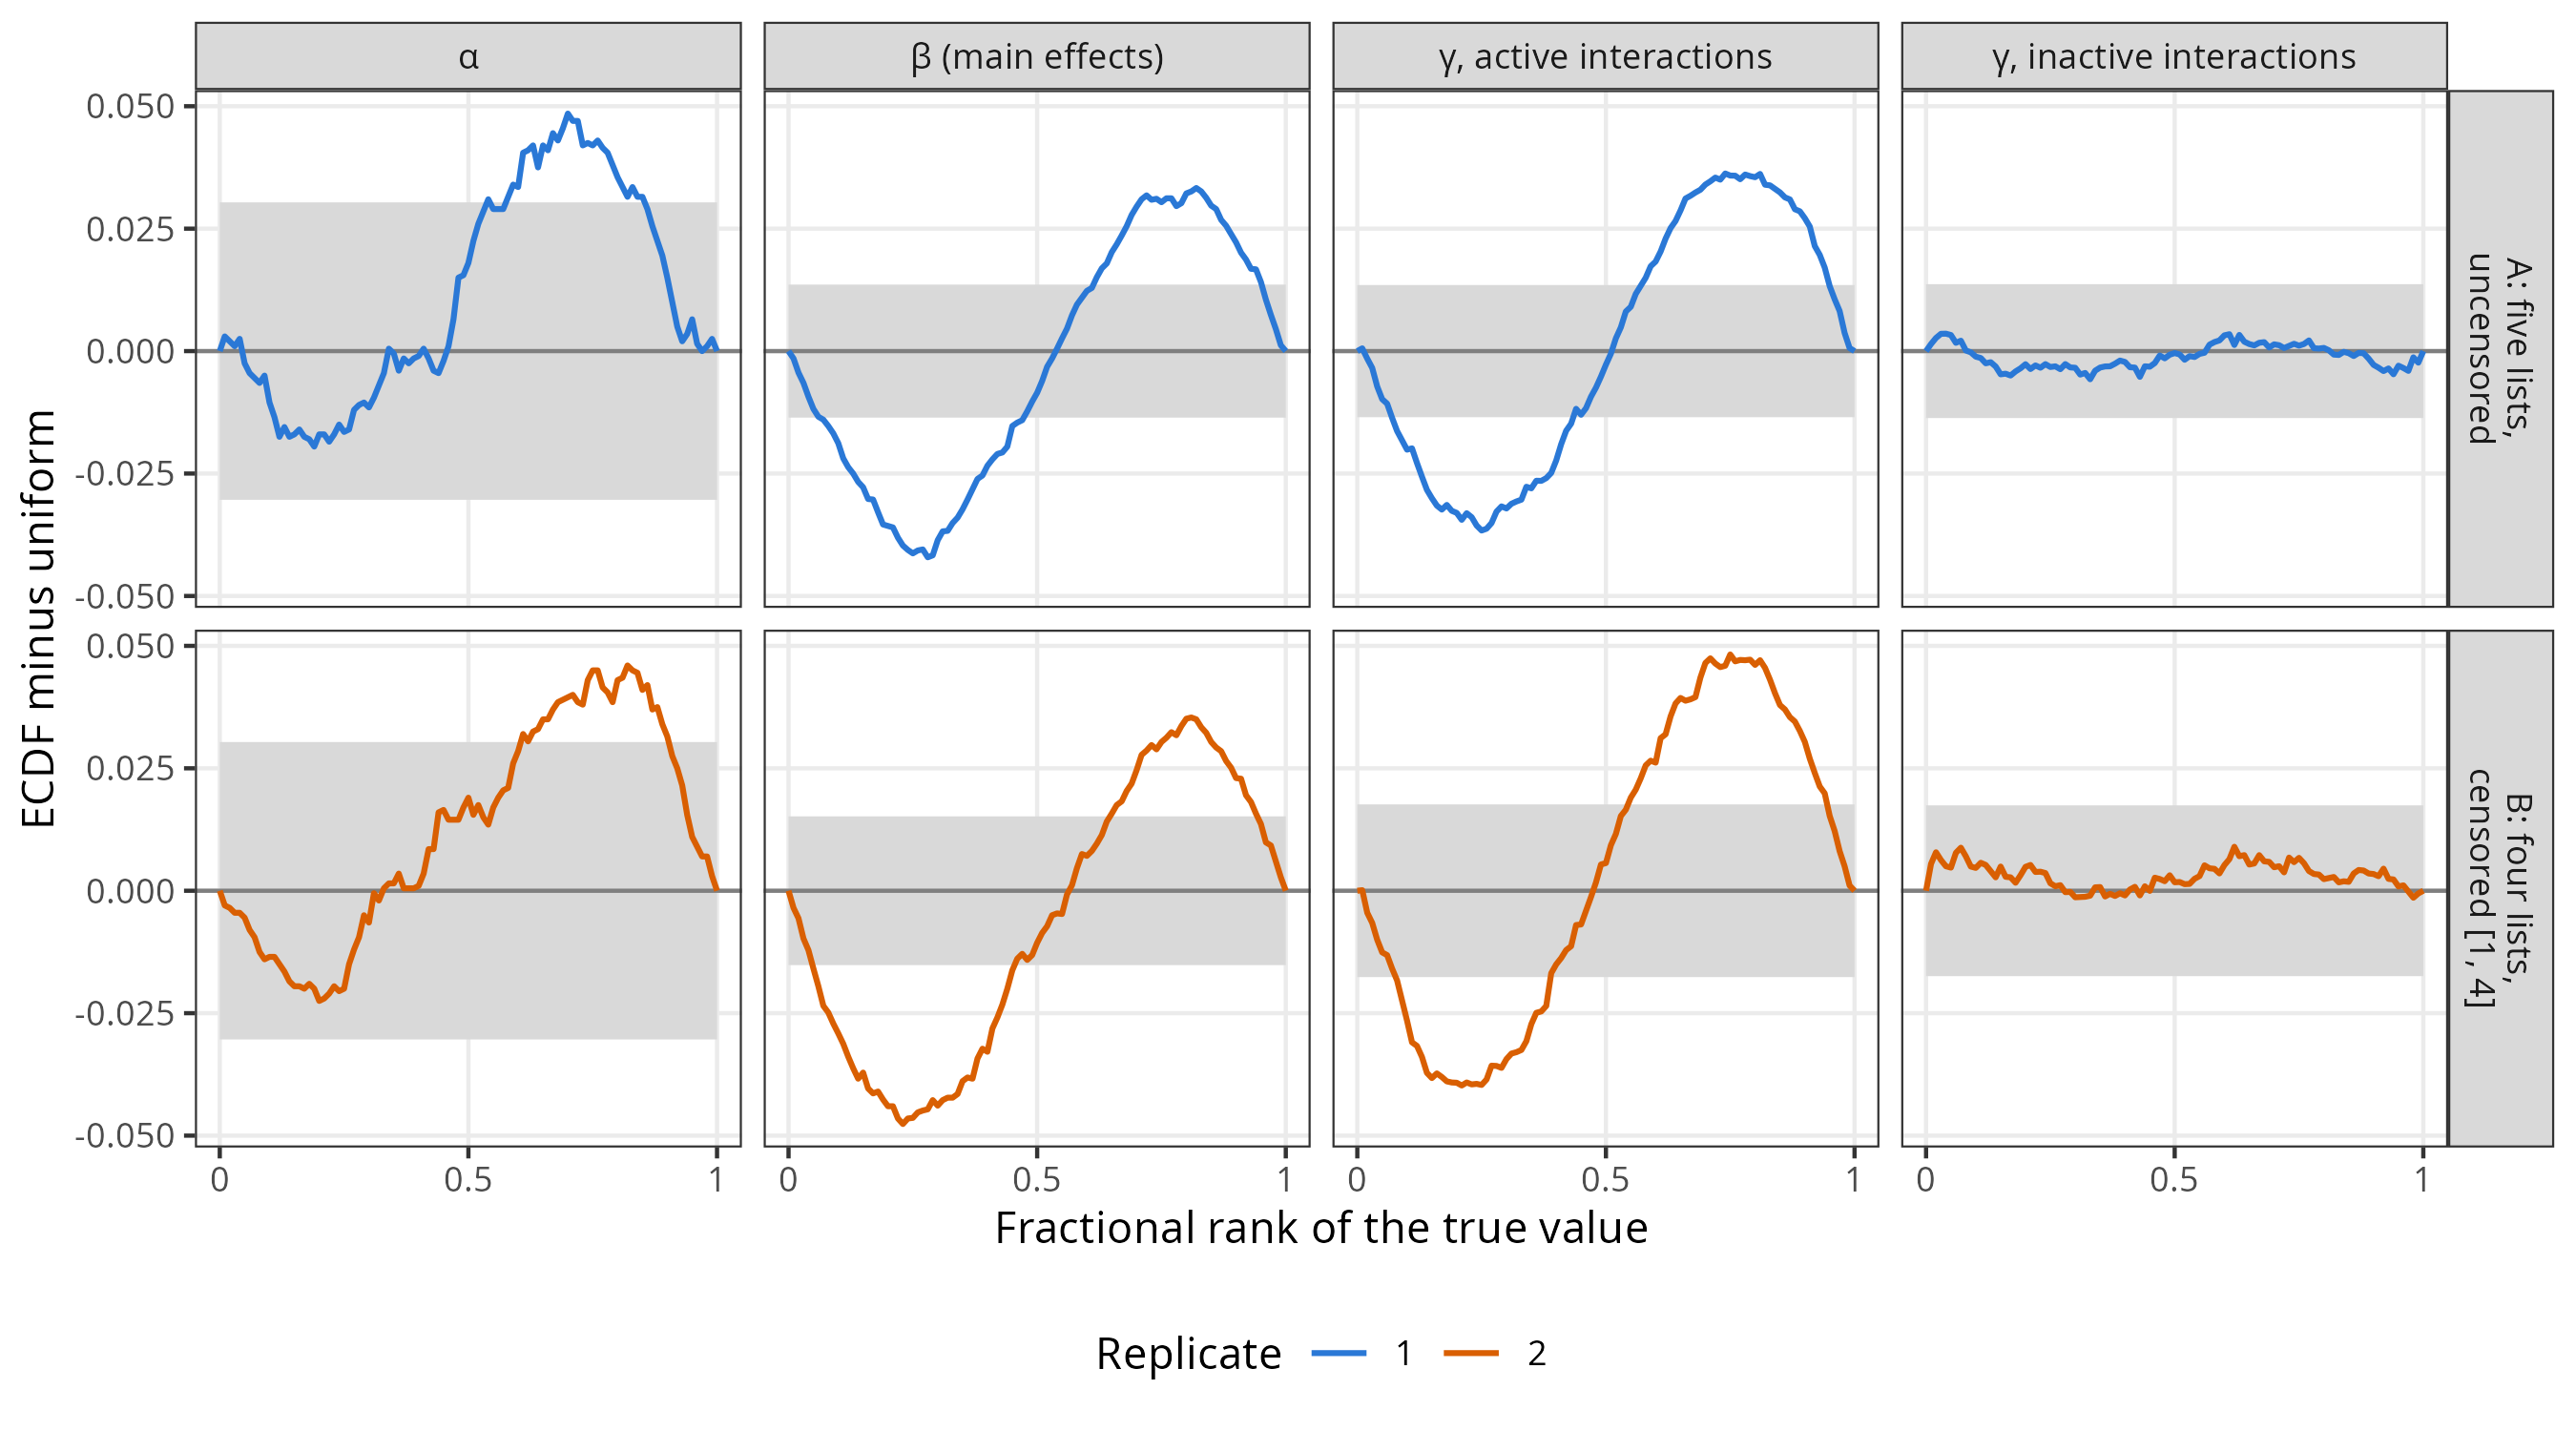 α
β (main effects)
γ, active interactions
γ, inactive interactions
ECDF minus uniform
0.050
0.025
0.000
-0.025
-0.050
A: five lists,
uncensored
0.050
0.025
0.000
-0.025
-0.050
B: four lists,
censored [1, 4]
0 0.5 1
0 0.5 1
0 0.5 1
0 0.5 1
Fractional rank of the true value
Replicate 1 2